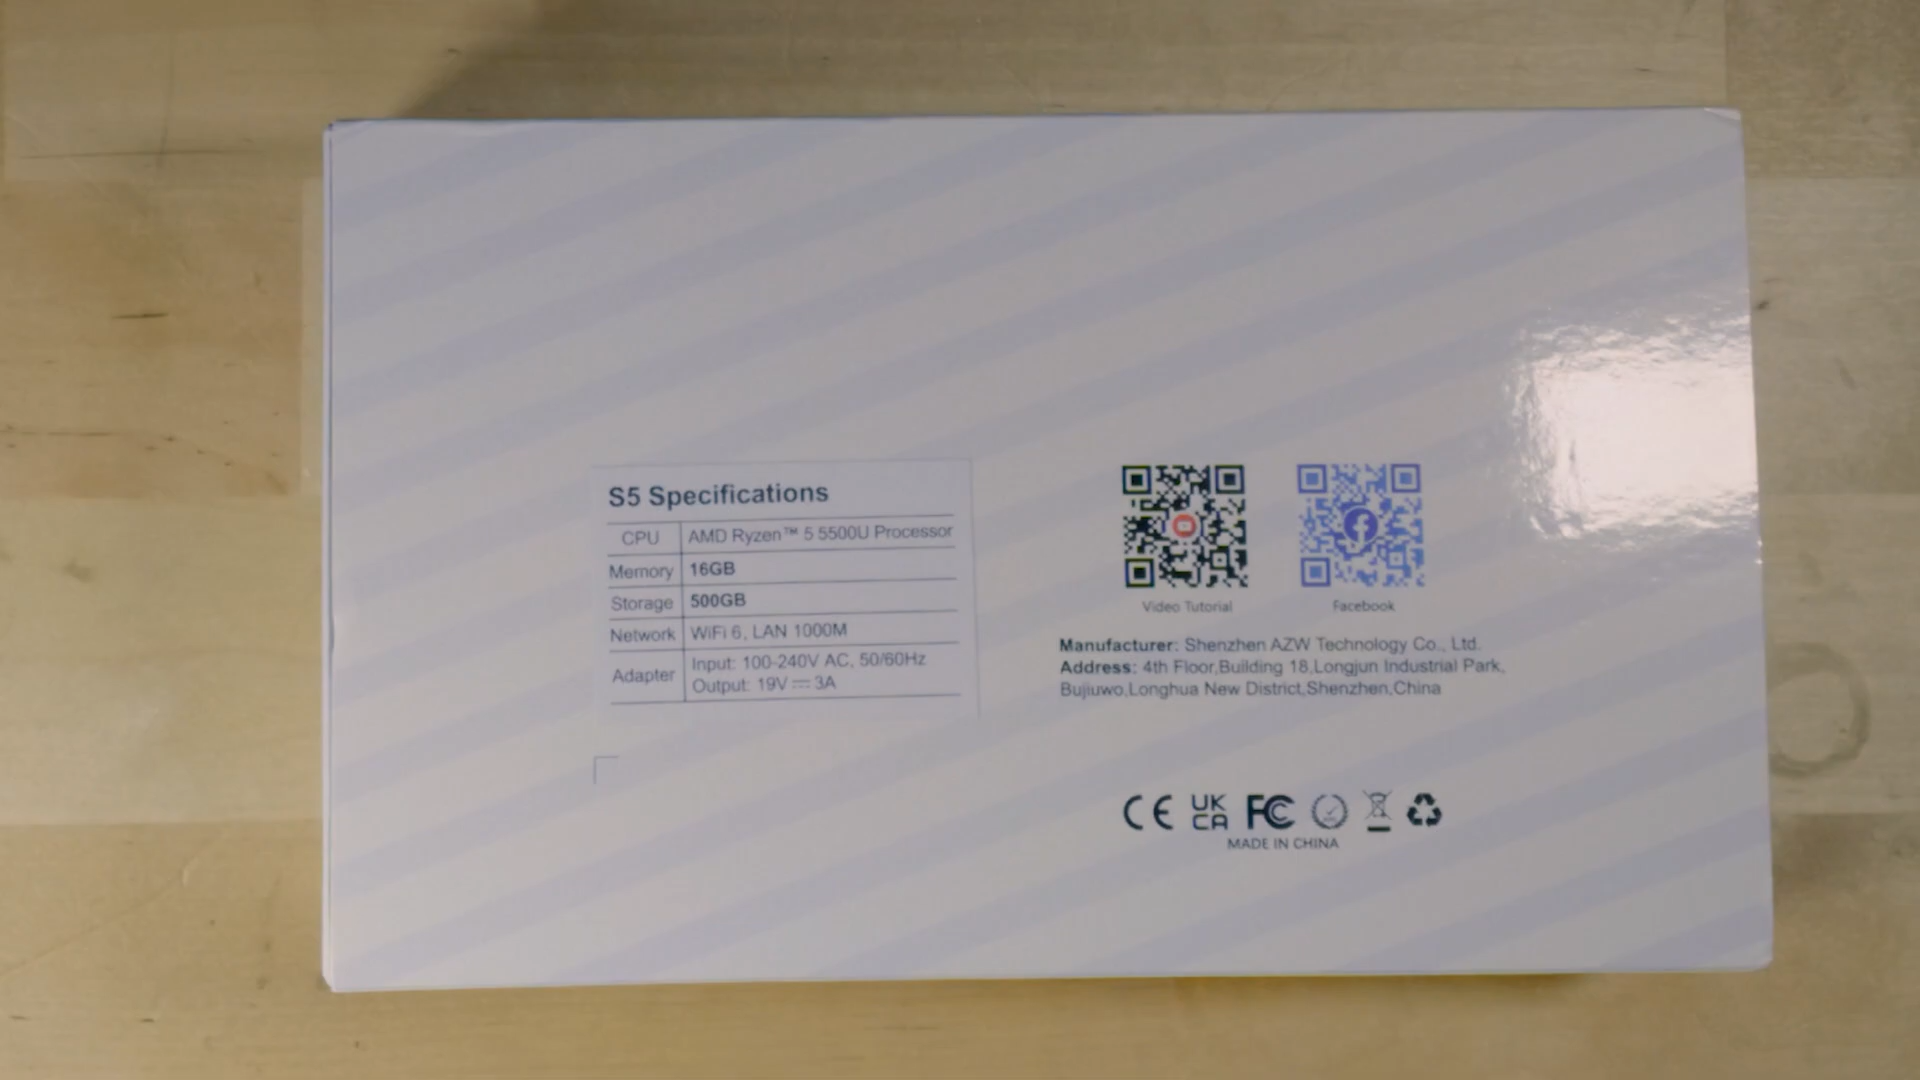 S5 Specifications
CPU AMD Ryzen™ 5 5500U Processor
Memory 16GB
Storage 500GB
Network WiFi 6, LAN 1000M
Adapter Input: 100-240V AC, 50/60Hz
Output: 19V ⎓ 3A
Video Tutorial
Facebook
Manufacturer: Shenzhen AZW Technology Co., Ltd.
Address: 4th Floor,Building 18,Longjun Industrial Park,
Bujiuwo,Longhua New District,Shenzhen,China
CE UK CA FC
MADE IN CHINA